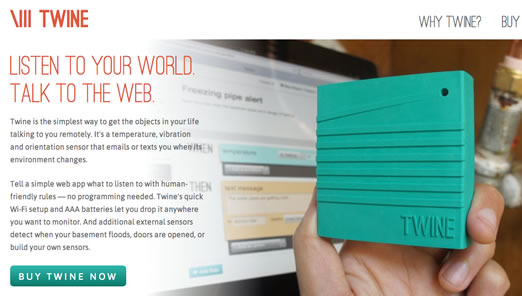 TWINE
WHY TWINE? BUY
LISTEN TO YOUR WORLD.
TALK TO THE WEB.
Twine is the simplest way to get the objects in your life
talking to you remotely. It's a temperature, vibration
and orientation sensor that emails or texts you when its
environment changes.
Tell a simple web app what to listen to with human-
friendly rules — no programming needed. Twine's quick
Wi-Fi setup and AAA batteries let you drop it anywhere
you want to monitor. And additional external sensors
detect when your basement floods, doors are opened, or
build your own sensors.
BUY TWINE NOW
Freezing pipe alert
WHEN
temperature
THEN
text message
TWINE